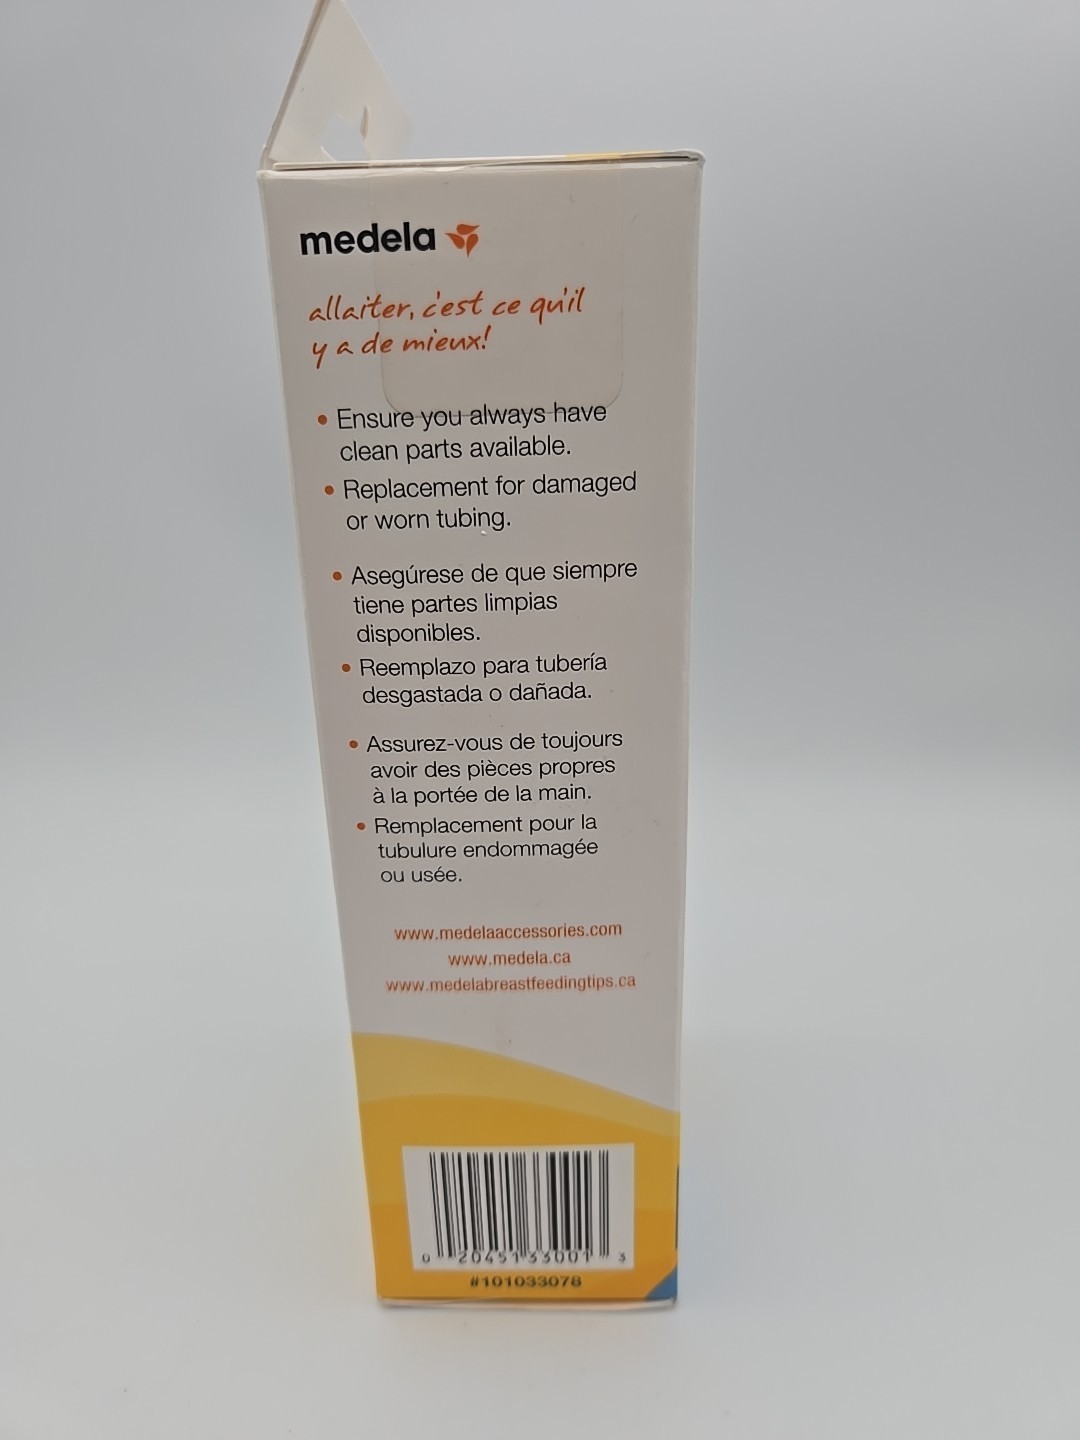 medela
allaiter, c'est ce qu'il
y a de mieux!
• Ensure you always have
clean parts available.
• Replacement for damaged
or worn tubing.
• Asegúrese de que siempre
tiene partes limpias
disponibles.
• Reemplazo para tubería
desgastada o dañada.
• Assurez-vous de toujours
avoir des pièces propres
à la portée de la main.
• Remplacement pour la
tubulure endommagée
ou usée.
www.medelaaccessories.com
www.medela.ca
www.medelabreastfeedingtips.ca
0 20451 33001 3
#101033078